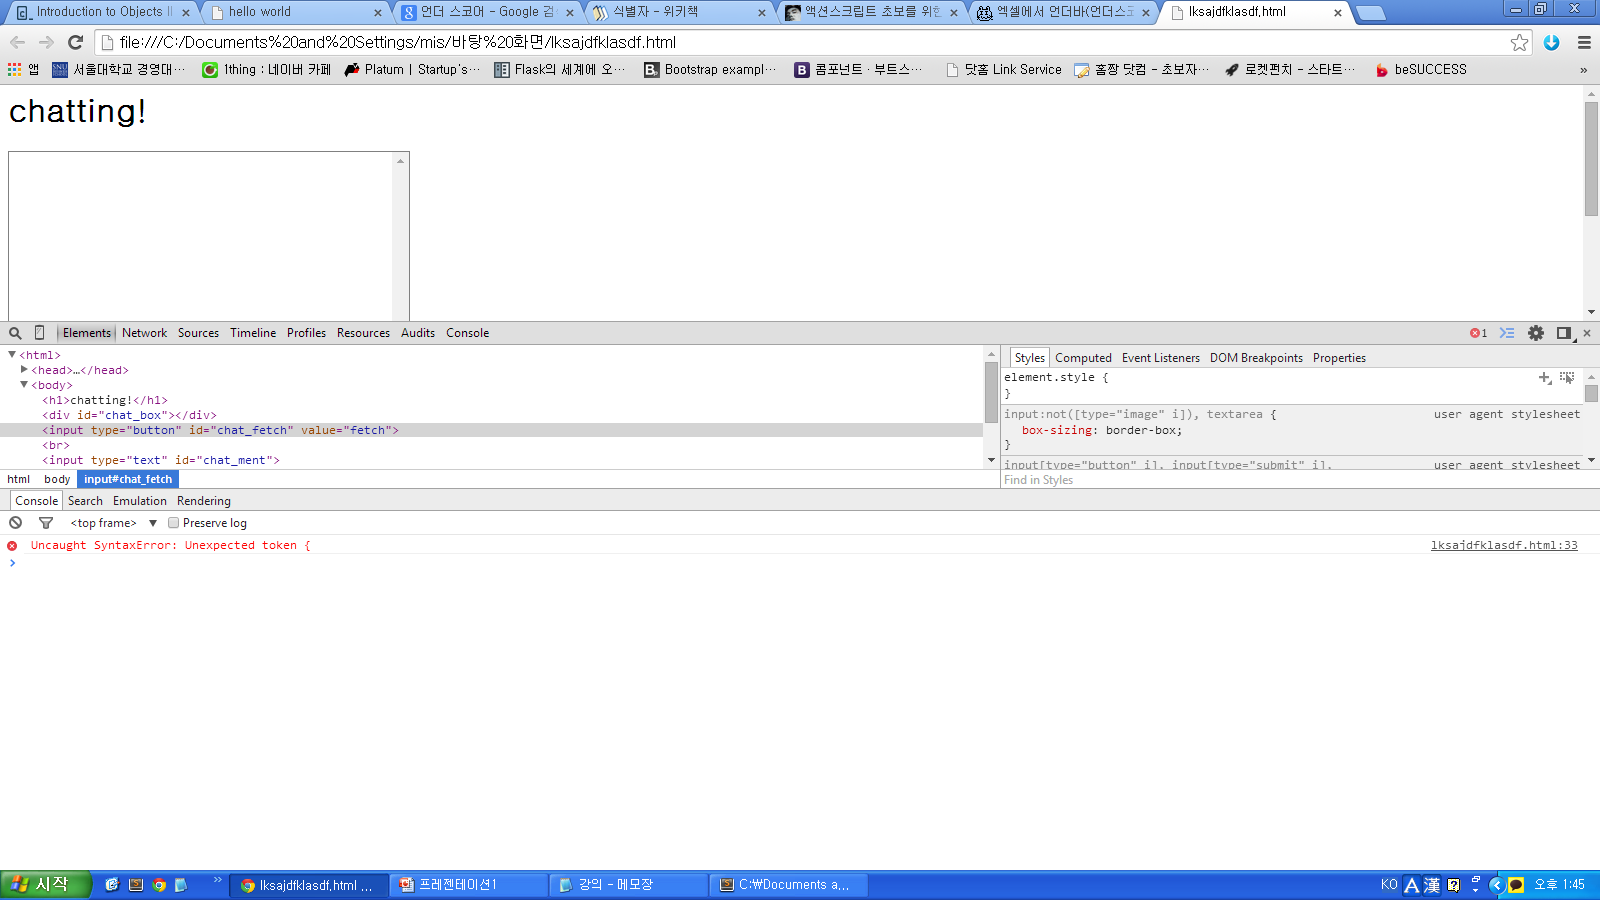 Introduction to Objects I
hello world
언더 스코어 - Google 검
식별자 - 위키책
액션스크립트 초보를 위한
엑셀에서 언더바(언더스코
lksajdfklasdf.html
file:///C:/Documents%20and%20Settings/mis/바탕%20화면/lksajdfklasdf.html
앱
서울대학교 경영대…
1thing : 네이버 카페
Platum | Startup's…
Flask의 세계에 오…
Bootstrap exampl…
콤포넌트 · 부트스…
닷홈 Link Service
홈짱 닷컴 - 초보자…
로켓펀치 - 스타트…
beSUCCESS
»
chatting!
Elements Network Sources Timeline Profiles Resources Audits Console
1
<html>
<head>…</head>
<body>
<h1>chatting!</h1>
<div id="chat_box"></div>
<input type="button" id="chat_fetch" value="fetch">
<br>
<input type="text" id="chat_ment">
html body input#chat_fetch
Styles Computed Event Listeners DOM Breakpoints Properties
element.style {
}
input:not([type="image" i]), textarea { user agent stylesheet
box-sizing: border-box;
}
input[type="button" i], input[type="submit" i], user agent stylesheet
Find in Styles
Console Search Emulation Rendering
<top frame> ▼ Preserve log
Uncaught SyntaxError: Unexpected token { lksajdfklasdf.html:33
>
시작
»
lksajdfklasdf.html ...
프레젠테이션1
강의 - 메모장
C:\Documents a...
KO A 漢 ?
오후 1:45